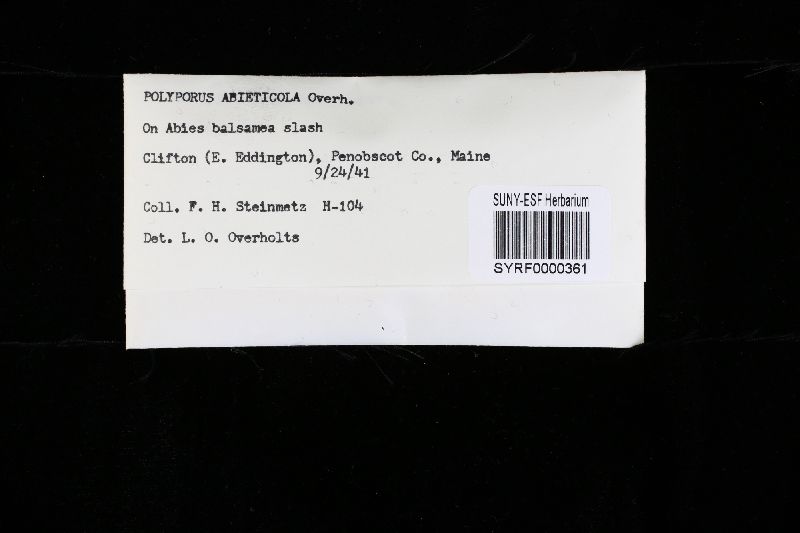 POLYPORUS ABIETICOLA Overh.
On Abies balsamea slash
Clifton (E. Eddington), Penobscot Co., Maine
9/24/41
Coll. F. H. Steinmetz H-104
Det. L. O. Overholts
SUNY-ESF Herbarium
SYRF0000361